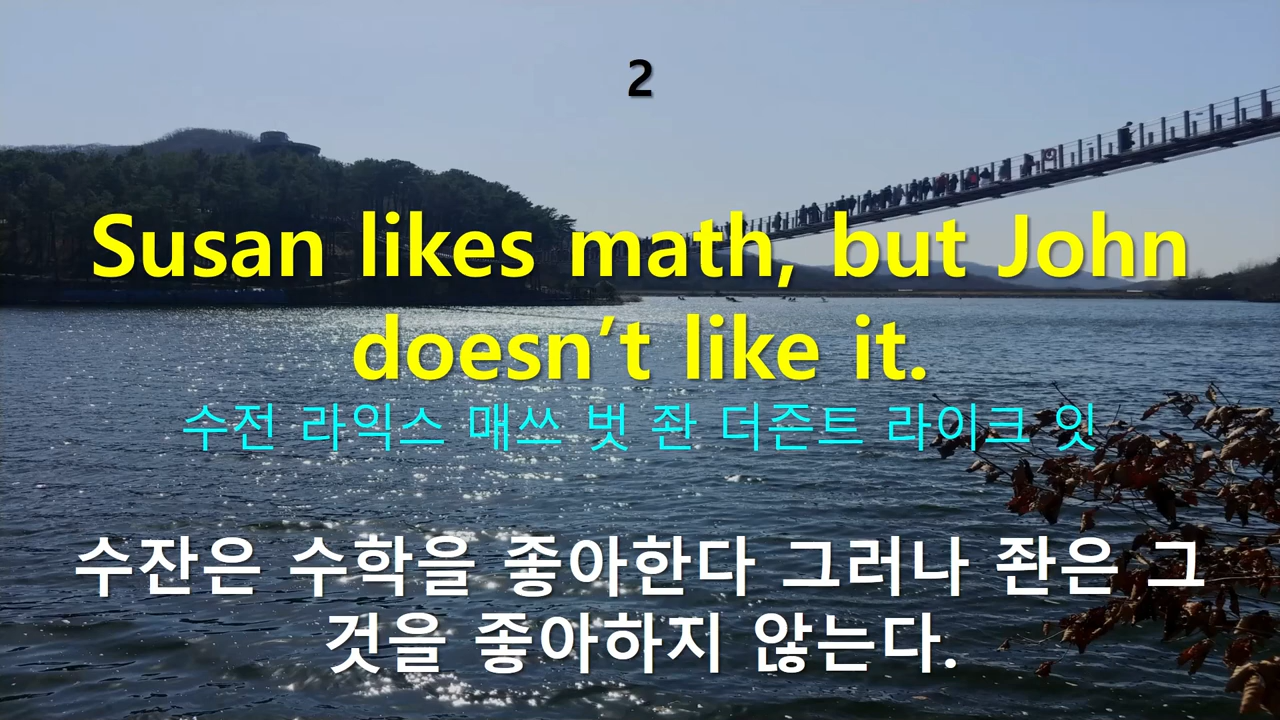 2
Susan likes math, but John
doesn’t like it.
수전 라익스 매쓰 벗 좐 더즌트 라이크 잇
수잔은 수학을 좋아한다 그러나 좐은 그
것을 좋아하지 않는다.